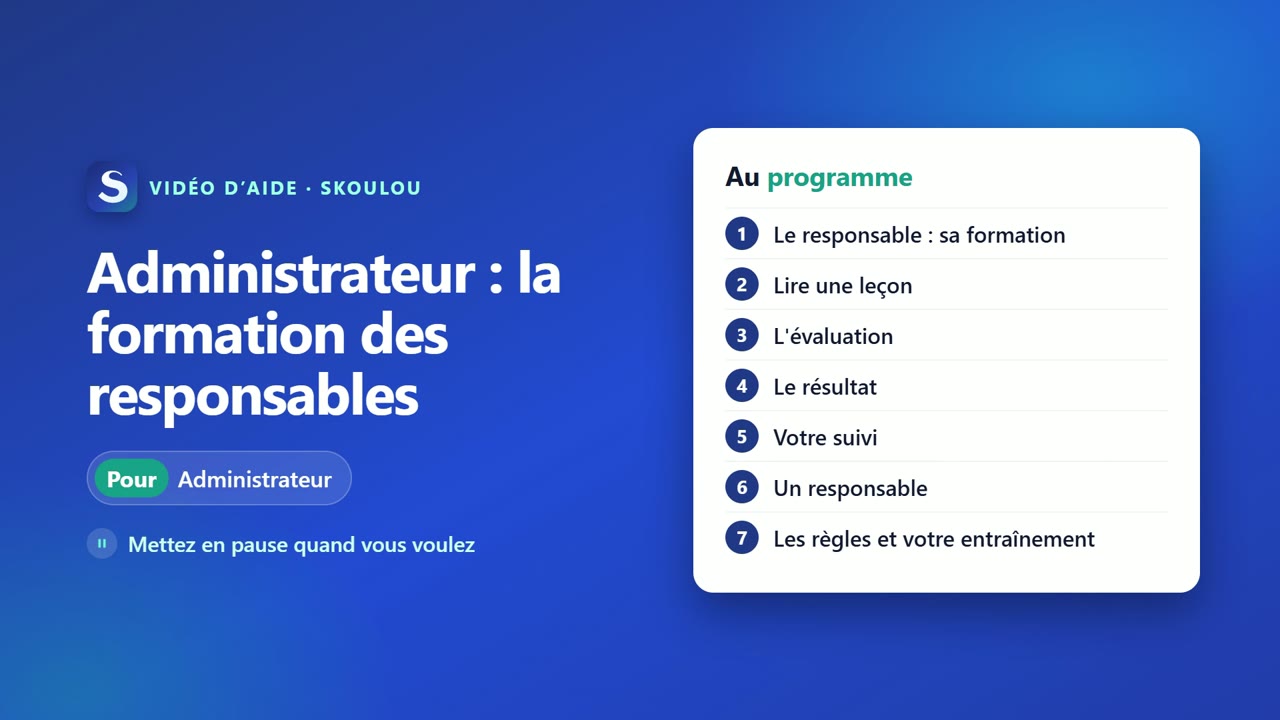 S
VIDÉO D’AIDE · SKOULOU
Administrateur : la
formation des
responsables
Pour Administrateur
Mettez en pause quand vous voulez
Au programme
1 Le responsable : sa formation
2 Lire une leçon
3 L'évaluation
4 Le résultat
5 Votre suivi
6 Un responsable
7 Les règles et votre entraînement